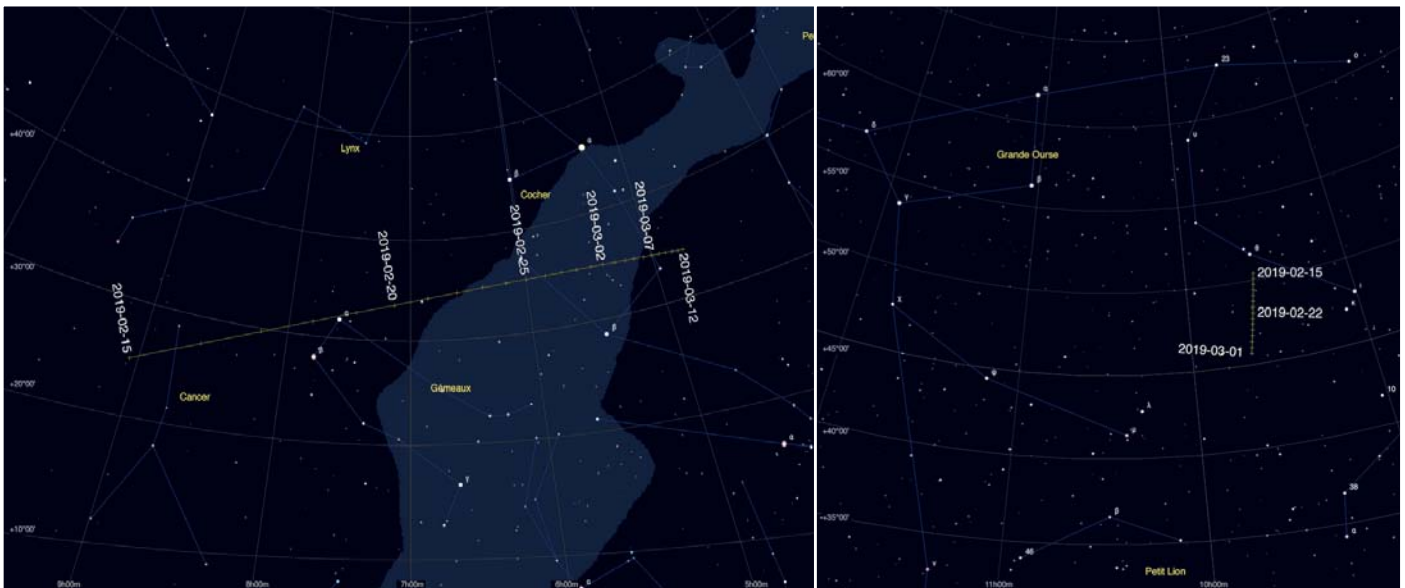 Pe
α
+40°00'
Lynx
β
Cocher
2019-03-07
2019-03-02
2019-02-25
2019-02-20
+30°00'
2019-02-15
2019-03-12
α
β
β
+20°00'
Gémeaux
Cancer
α
γ
+10°00'
9h00m
8h00m
7h00m
6h00m
5h00m
α
23
ο
+60°00'
α
δ
υ
Grande Ourse
+55°00'
β
γ
θ
2019-02-15
+50°00'
ι
κ
χ
2019-02-22
2019-03-01
+45°00'
ψ
10
λ
μ
+40°00'
38
β
+35°00'
α
46
ν
Petit Lion
11h00m
10h00m